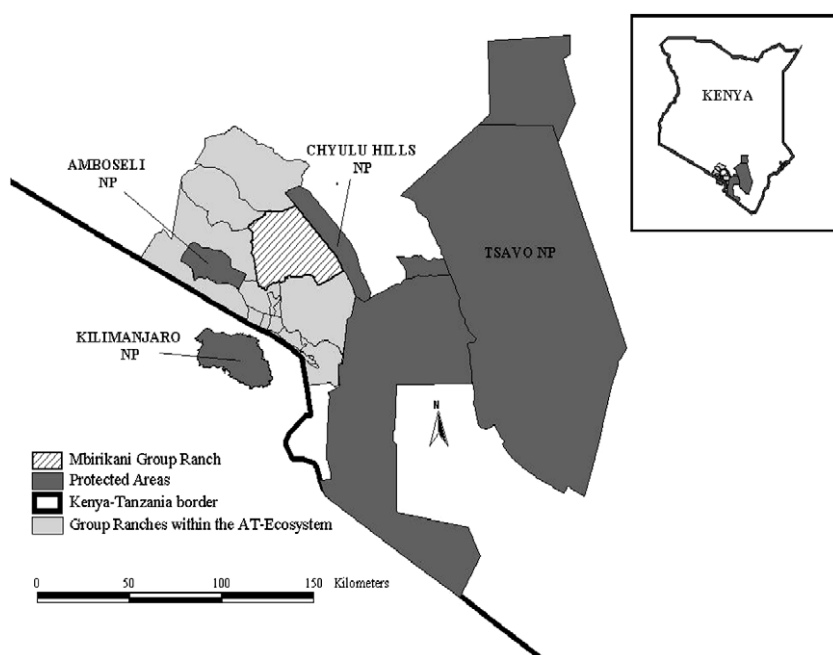 KENYA
AMBOSELI
NP
CHYULU HILLS
NP
TSAVO NP
KILIMANJARO
NP
N
Mbirikani Group Ranch
Protected Areas
Kenya-Tanzania border
Group Ranches within the AT-Ecosystem
0 50 100 150 Kilometers